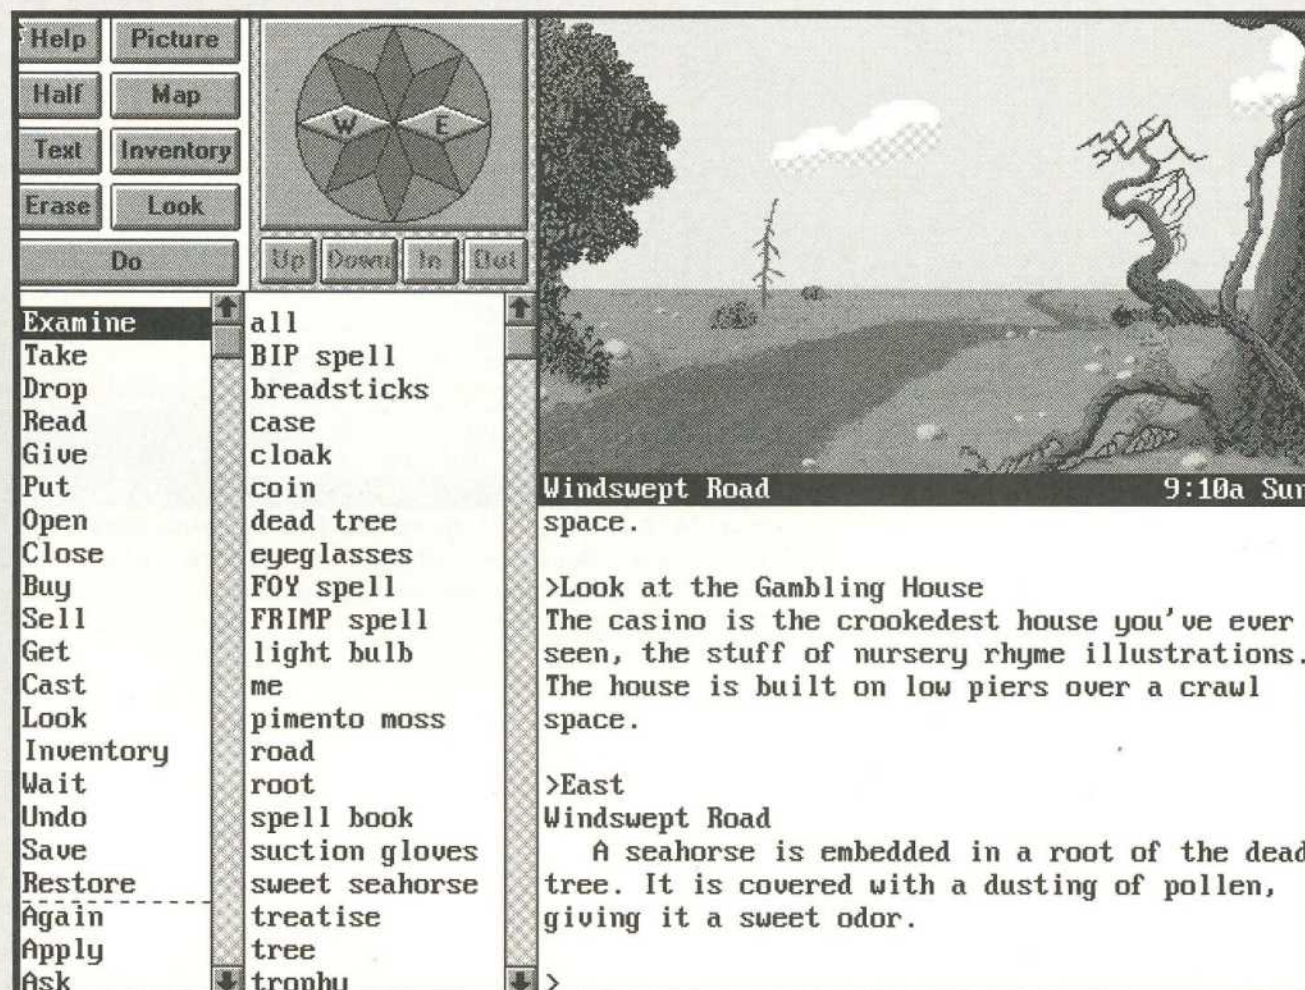 Help Picture
Half Map
Text Inventory
Erase Look
Do
W E
Up Down In Out
Examine
Take
Drop
Read
Give
Put
Open
Close
Buy
Sell
Get
Cast
Look
Inventory
Wait
Undo
Save
Restore
Again
Apply
Ask
all
BIP spell
breadsticks
case
cloak
coin
dead tree
eyeglasses
FOY spell
FRIMP spell
light bulb
me
pimento moss
road
root
spell book
suction gloves
sweet seahorse
treatise
tree
trophy
Windswept Road 9:10a Sun
space.
>Look at the Gambling House
The casino is the crookedest house you've ever
seen, the stuff of nursery rhyme illustrations.
The house is built on low piers over a crawl
space.
>East
Windswept Road
A seahorse is embedded in a root of the dead
tree. It is covered with a dusting of pollen,
giving it a sweet odor.
>